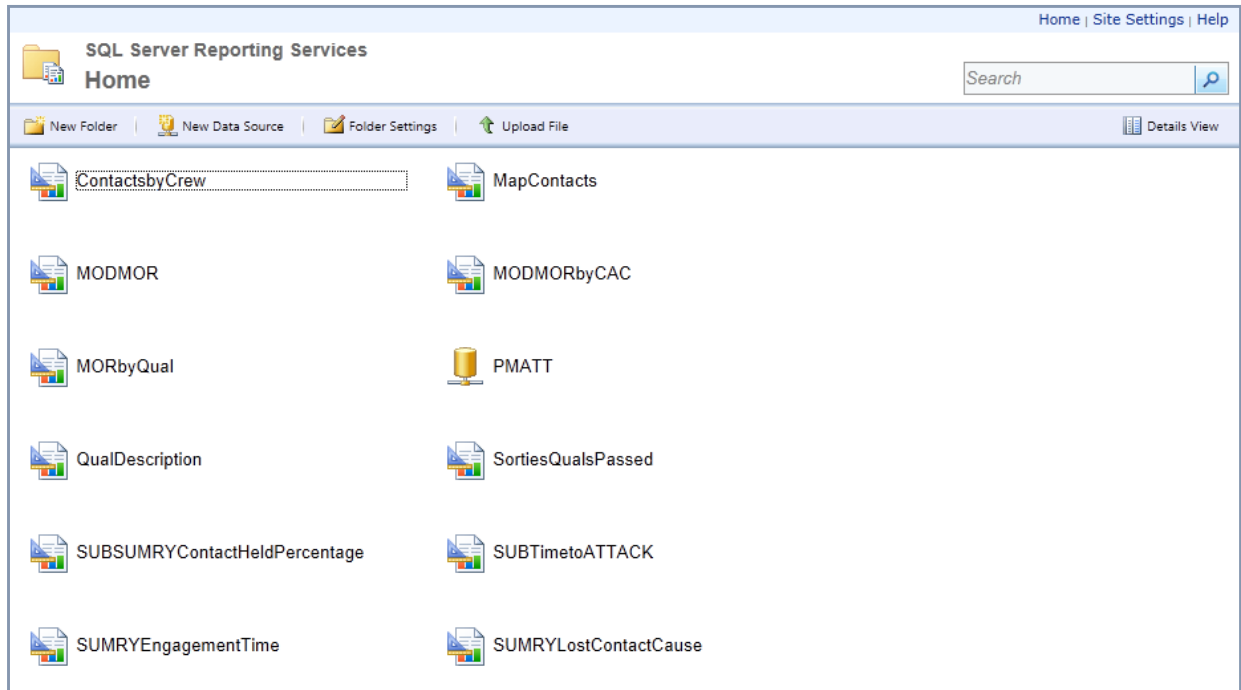 Home | Site Settings | Help
SQL Server Reporting Services
Home
Search
New Folder | New Data Source | Folder Settings | Upload File Details View
ContactsbyCrew MapContacts
MODMOR MODMORbyCAC
MORbyQual PMATT
QualDescription SortiesQualsPassed
SUBSUMRYContactHeldPercentage SUBTimetoATTACK
SUMRYEngagementTime SUMRYLostContactCause